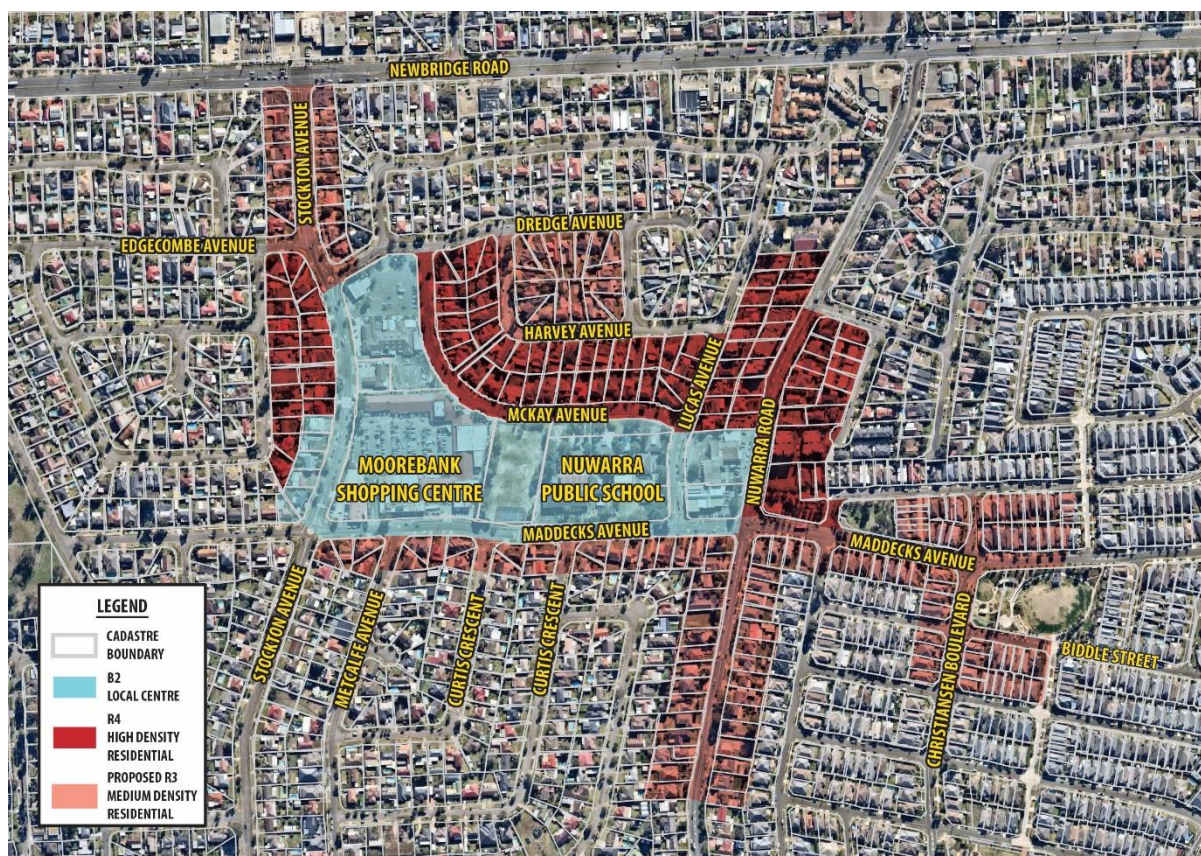 NEWBRIDGE ROAD
STOCKTON AVENUE
DREDGE AVENUE
EDGECOMBE AVENUE
HARVEY AVENUE
LUCAS AVENUE
MCKAY AVENUE
NUWARRA ROAD
MOOREBANK
SHOPPING CENTRE
NUWARRA
PUBLIC SCHOOL
MADDECKS AVENUE
MADDECKS AVENUE
STOCKTON AVENUE
METCALFE AVENUE
CURTIS CRESCENT
CURTIS CRESCENT
CHRISTIANSEN BOULEVARD
BIDDLE STREET
LEGEND
CADASTRE
BOUNDARY
B2
LOCAL CENTRE
R4
HIGH DENSITY
RESIDENTIAL
PROPOSED R3
MEDIUM DENSITY
RESIDENTIAL